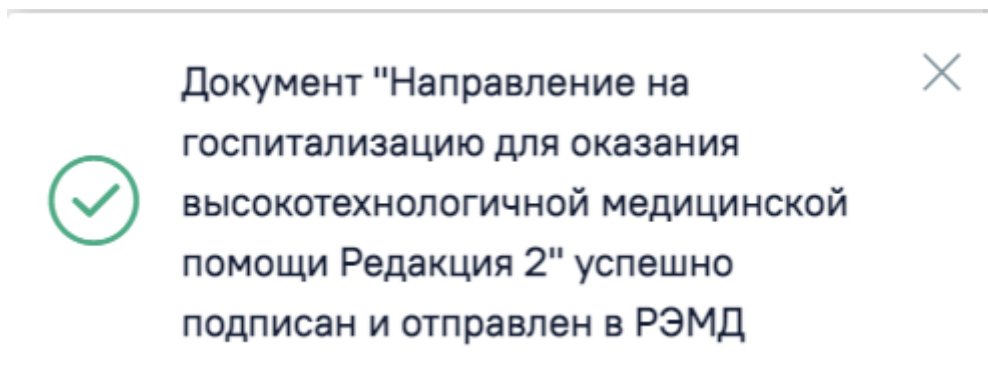 Документ "Направление на
госпитализацию для оказания
высокотехнологичной медицинской
помощи Редакция 2" успешно
подписан и отправлен в РЭМД